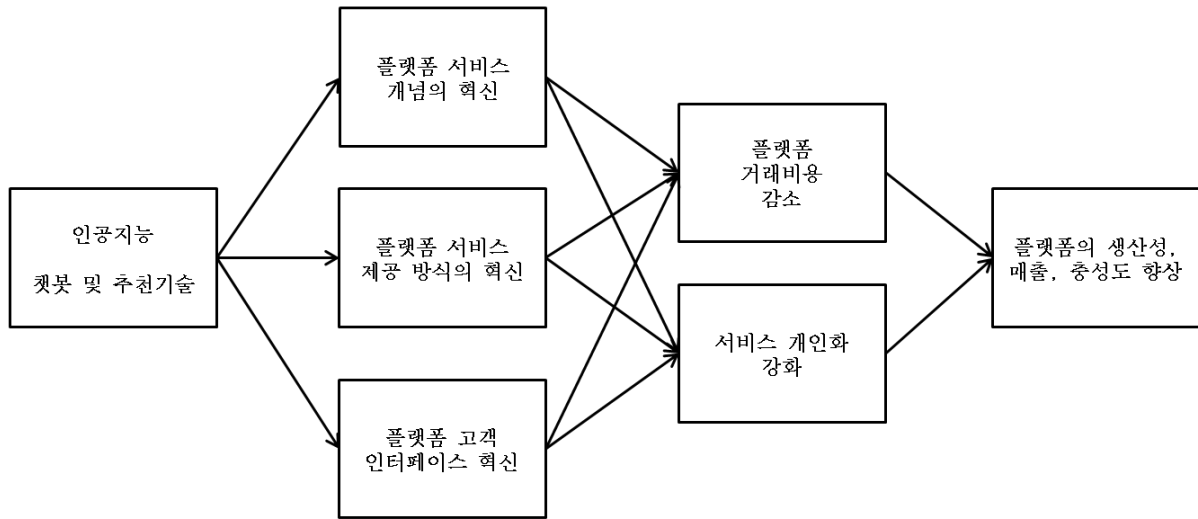 인공지능
챗봇 및 추천기술
플랫폼 서비스
개념의 혁신
플랫폼 서비스
제공 방식의 혁신
플랫폼 고객
인터페이스 혁신
플랫폼
거래비용
감소
서비스 개인화
강화
플랫폼의 생산성,
매출, 충성도 향상